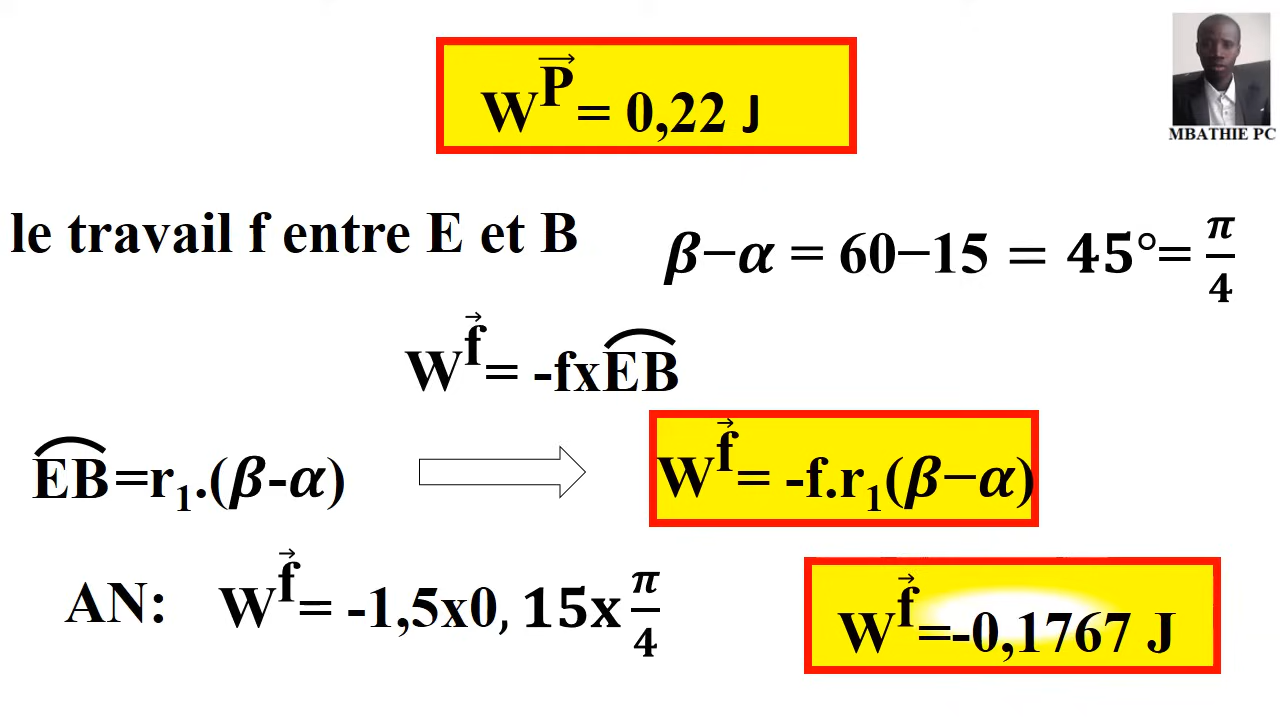 W^P⃗ = 0,22 J
MBATHIE PC
le travail f entre E et B
β−α = 60−15 = 45°= π/4
W^f⃗ = -fxEB
EB =r₁.(β-α)
W^f⃗ = -f.r₁(β−α)
AN: W^f⃗ = -1,5x0, 15x π/4
W^f⃗ =-0,1767 J